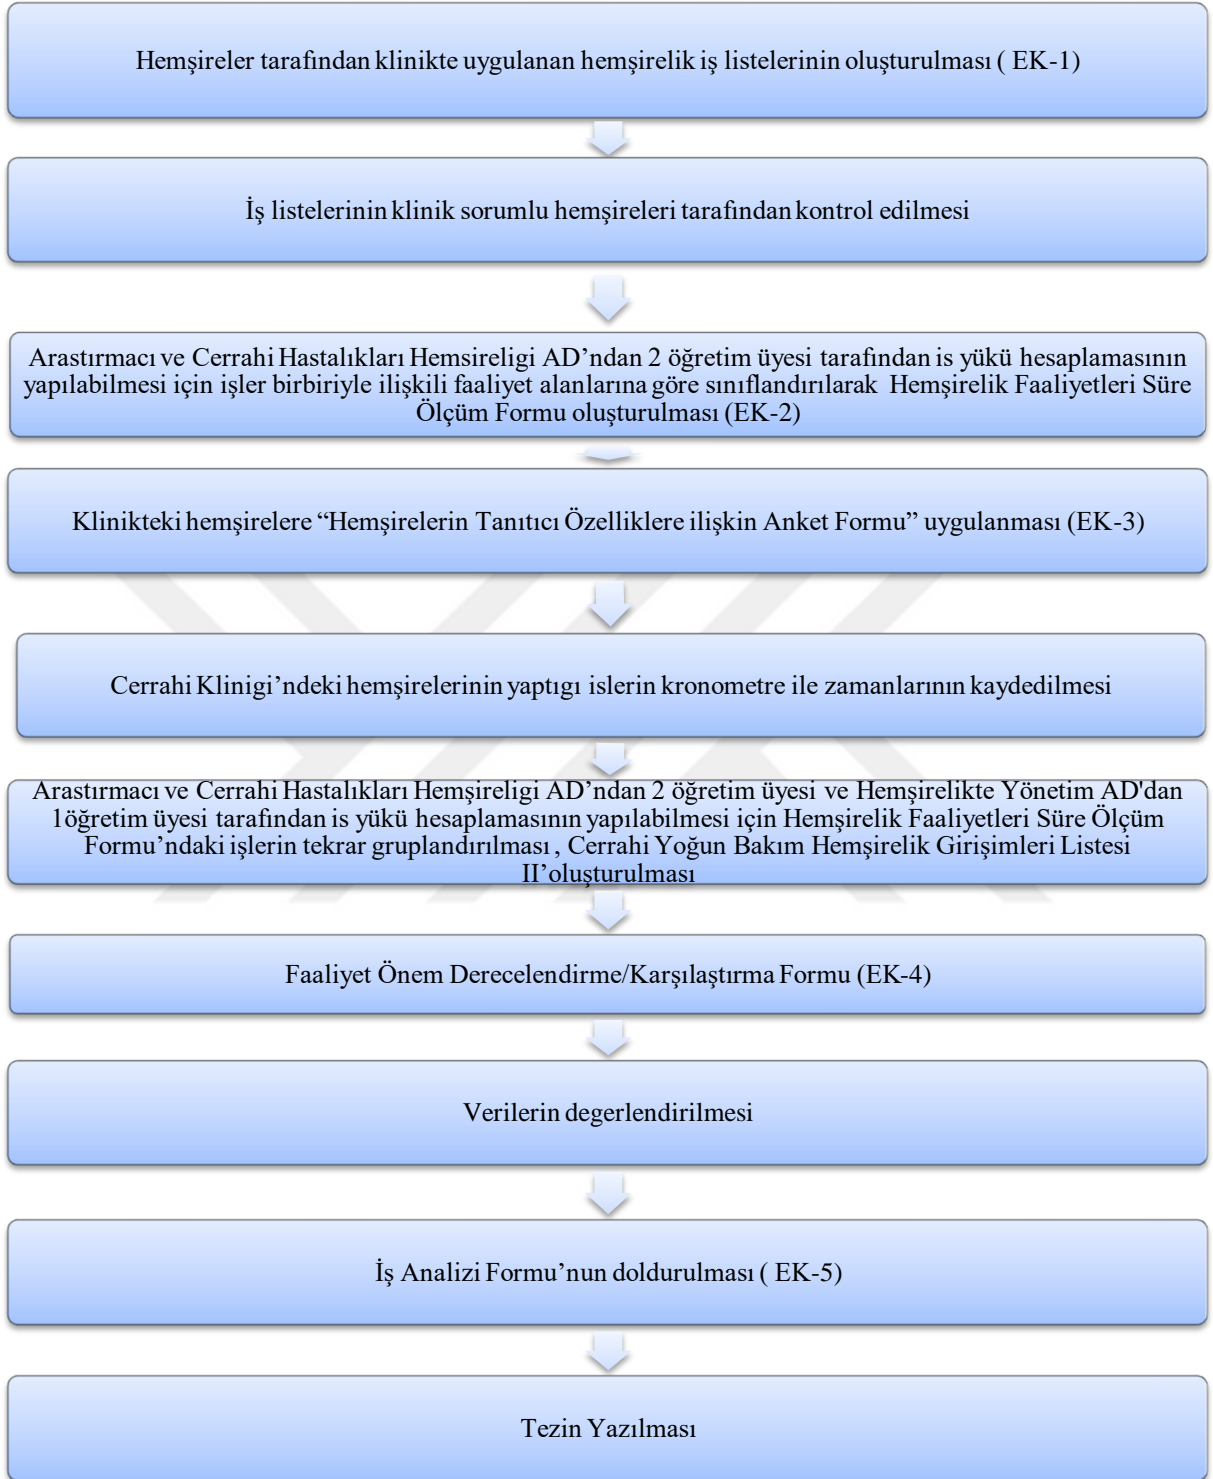 Hemşireler tarafından klinikte uygulanan hemşirelik iş listelerinin oluşturulması ( EK-1)
İş listelerinin klinik sorumlu hemşireleri tarafından kontrol edilmesi
Arastırmacı ve Cerrahi Hastalıkları Hemsireligi AD’ndan 2 öğretim üyesi tarafından is yükü hesaplamasının
yapılabilmesi için işler birbiriyle ilişkili faaliyet alanlarına göre sınıflandırılarak Hemşirelik Faaliyetleri Süre
Ölçüm Formu oluşturulması (EK-2)
Klinikteki hemşirelere “Hemşirelerin Tanıtıcı Özelliklere ilişkin Anket Formu” uygulanması (EK-3)
Cerrahi Klinigi’ndeki hemşirelerinin yaptıgı islerin kronometre ile zamanlarının kaydedilmesi
Arastırmacı ve Cerrahi Hastalıkları Hemşireligi AD’ndan 2 öğretim üyesi ve Hemşirelikte Yönetim AD'dan
1öğretim üyesi tarafından is yükü hesaplamasının yapılabilmesi için Hemşirelik Faaliyetleri Süre Ölçüm
Formu’ndaki işlerin tekrar gruplandırılması , Cerrahi Yoğun Bakım Hemşirelik Girişimleri Listesi
II’oluşturulması
Faaliyet Önem Derecelendirme/Karşılaştırma Formu (EK-4)
Verilerin degerlendirilmesi
İş Analizi Formu’nun doldurulması ( EK-5)
Tezin Yazılması